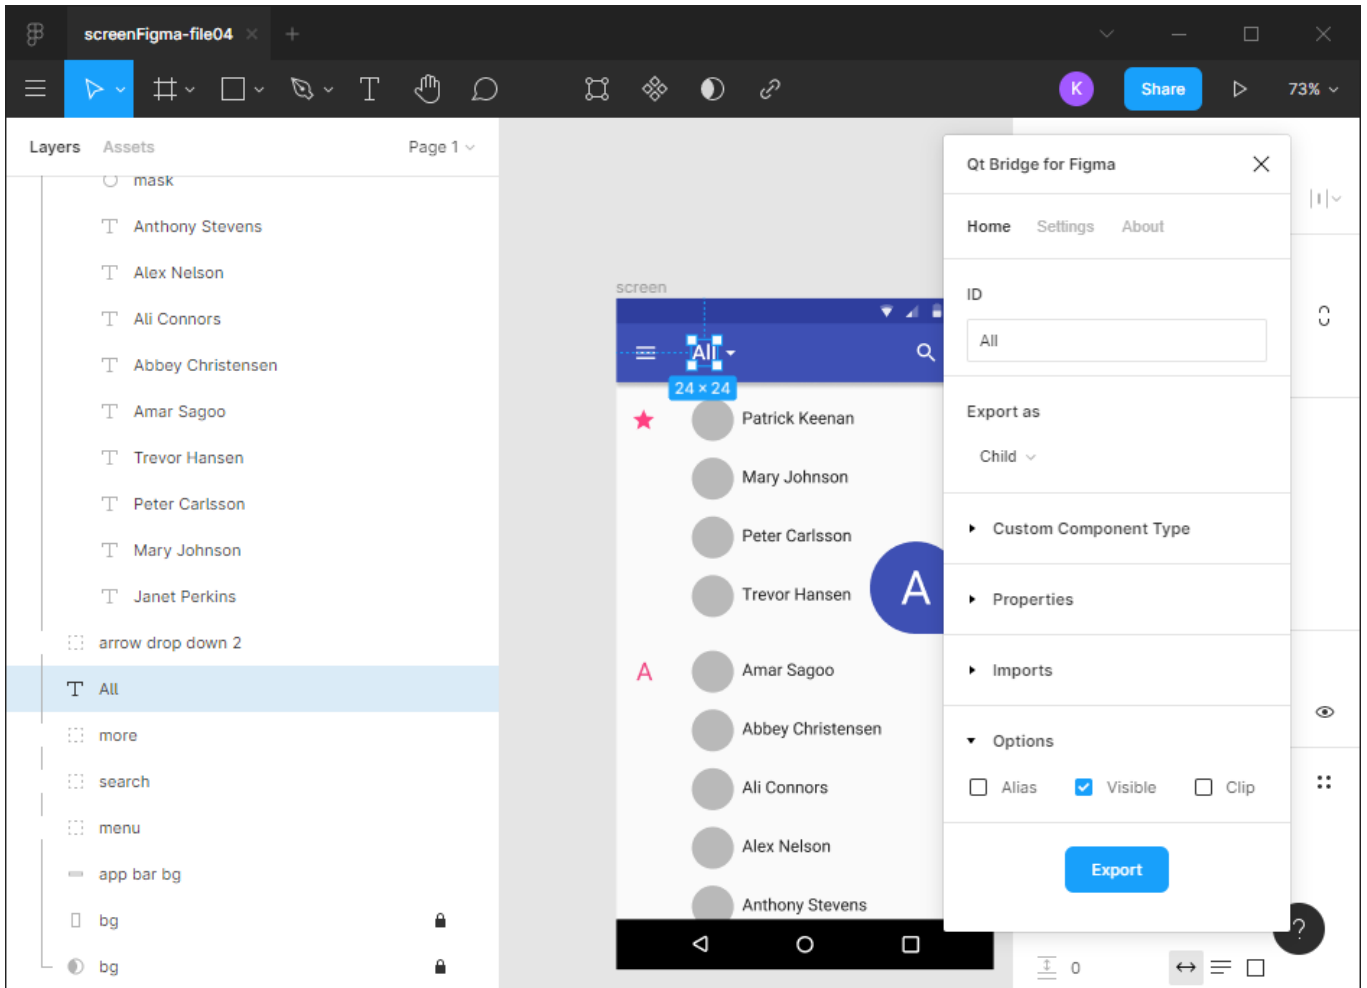 screenFigma-file04
K
Share
73%
Layers
Assets
Page 1
mask
Anthony Stevens
Alex Nelson
Ali Connors
Abbey Christensen
Amar Sagoo
Trevor Hansen
Peter Carlsson
Mary Johnson
Janet Perkins
arrow drop down 2
All
more
search
menu
app bar bg
bg
bg
screen
All
24 × 24
Patrick Keenan
Mary Johnson
Peter Carlsson
Trevor Hansen
A
A
Amar Sagoo
Abbey Christensen
Ali Connors
Alex Nelson
Anthony Stevens
Qt Bridge for Figma
Home
Settings
About
ID
All
Export as
Child
Custom Component Type
Properties
Imports
Options
Alias
Visible
Clip
Export
?
0